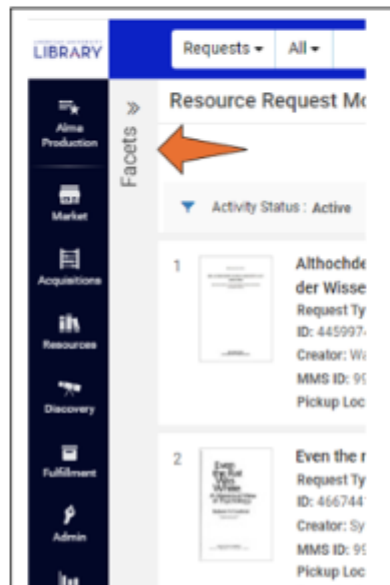 LIBRARY
Requests
All
Resource Request Mo
Alma
Production
Facets
Activity Status : Active
Market
Acquisitions
Resources
Discovery
Fulfillment
Admin
1
Althochde
der Wisse
Request Ty
ID: 445997
Creator: Wa
MMS ID: 99
Pickup Loc
2
Even the r
Request Ty
ID: 466744
Creator: Sy
MMS ID: 99
Pickup Loc